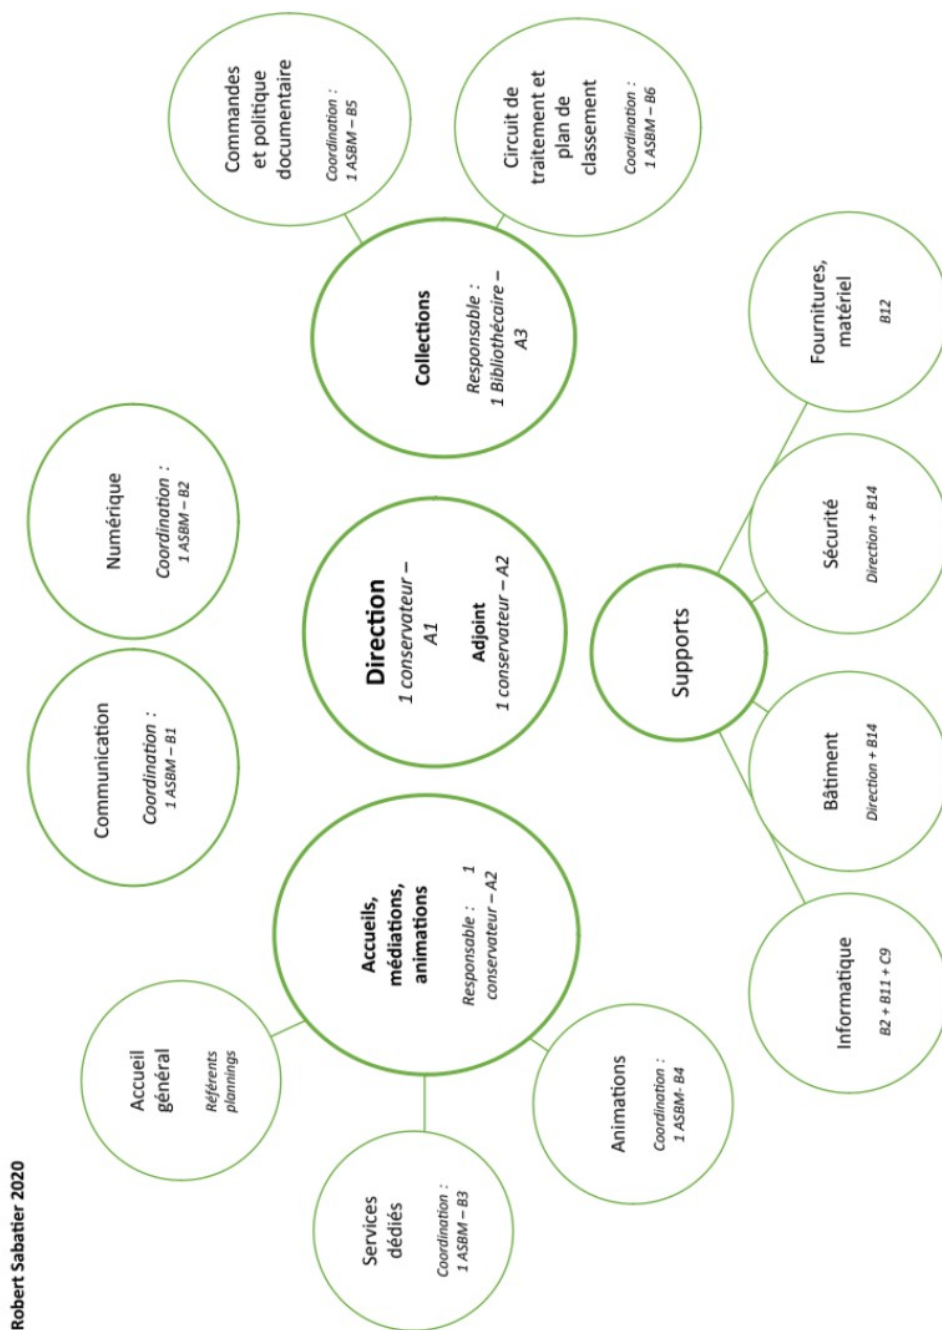 Robert Sabatier 2020
Communication
Coordination :
1 ASBM – B1
Numérique
Coordination :
1 ASBM – B2
Accueil
général
Référents
plannings
Services
dédiés
Coordination :
1 ASBM – B3
Animations
Coordination :
1 ASBM- B4
Accueils,
médiations,
animations
Responsable : 1
conservateur – A2
Direction
1 conservateur –
A1
Adjoint
1 conservateur – A2
Collections
Responsable :
1 Bibliothécaire –
A3
Commandes
et politique
documentaire
Coordination :
1 ASBM – B5
Circuit de
traitement et
plan de
classement
Coordination :
1 ASBM – B6
Supports
Informatique
B2 + B11 + C9
Bâtiment
Direction + B14
Sécurité
Direction + B14
Fournitures,
matériel
B12